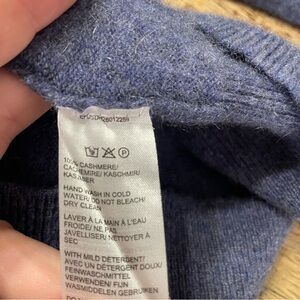 100% CASHMERE/
CACHEMIRE/ KASCHMIR/
KASJMIER
HAND WASH IN COLD
WATER/ DO NOT BLEACH/
DRY CLEAN
LAVER À LA MAIN À L'EAU
FROIDE/ NE PAS
JAVELLISER/ NETTOYER À
SEC
WITH MILD DETERGENT/
AVEC UN DÉTERGENT DOUX/
FEINWASCHMITTEL
VERWENDEN/ FIJN
WASMIDDELEN GEBRUIKEN